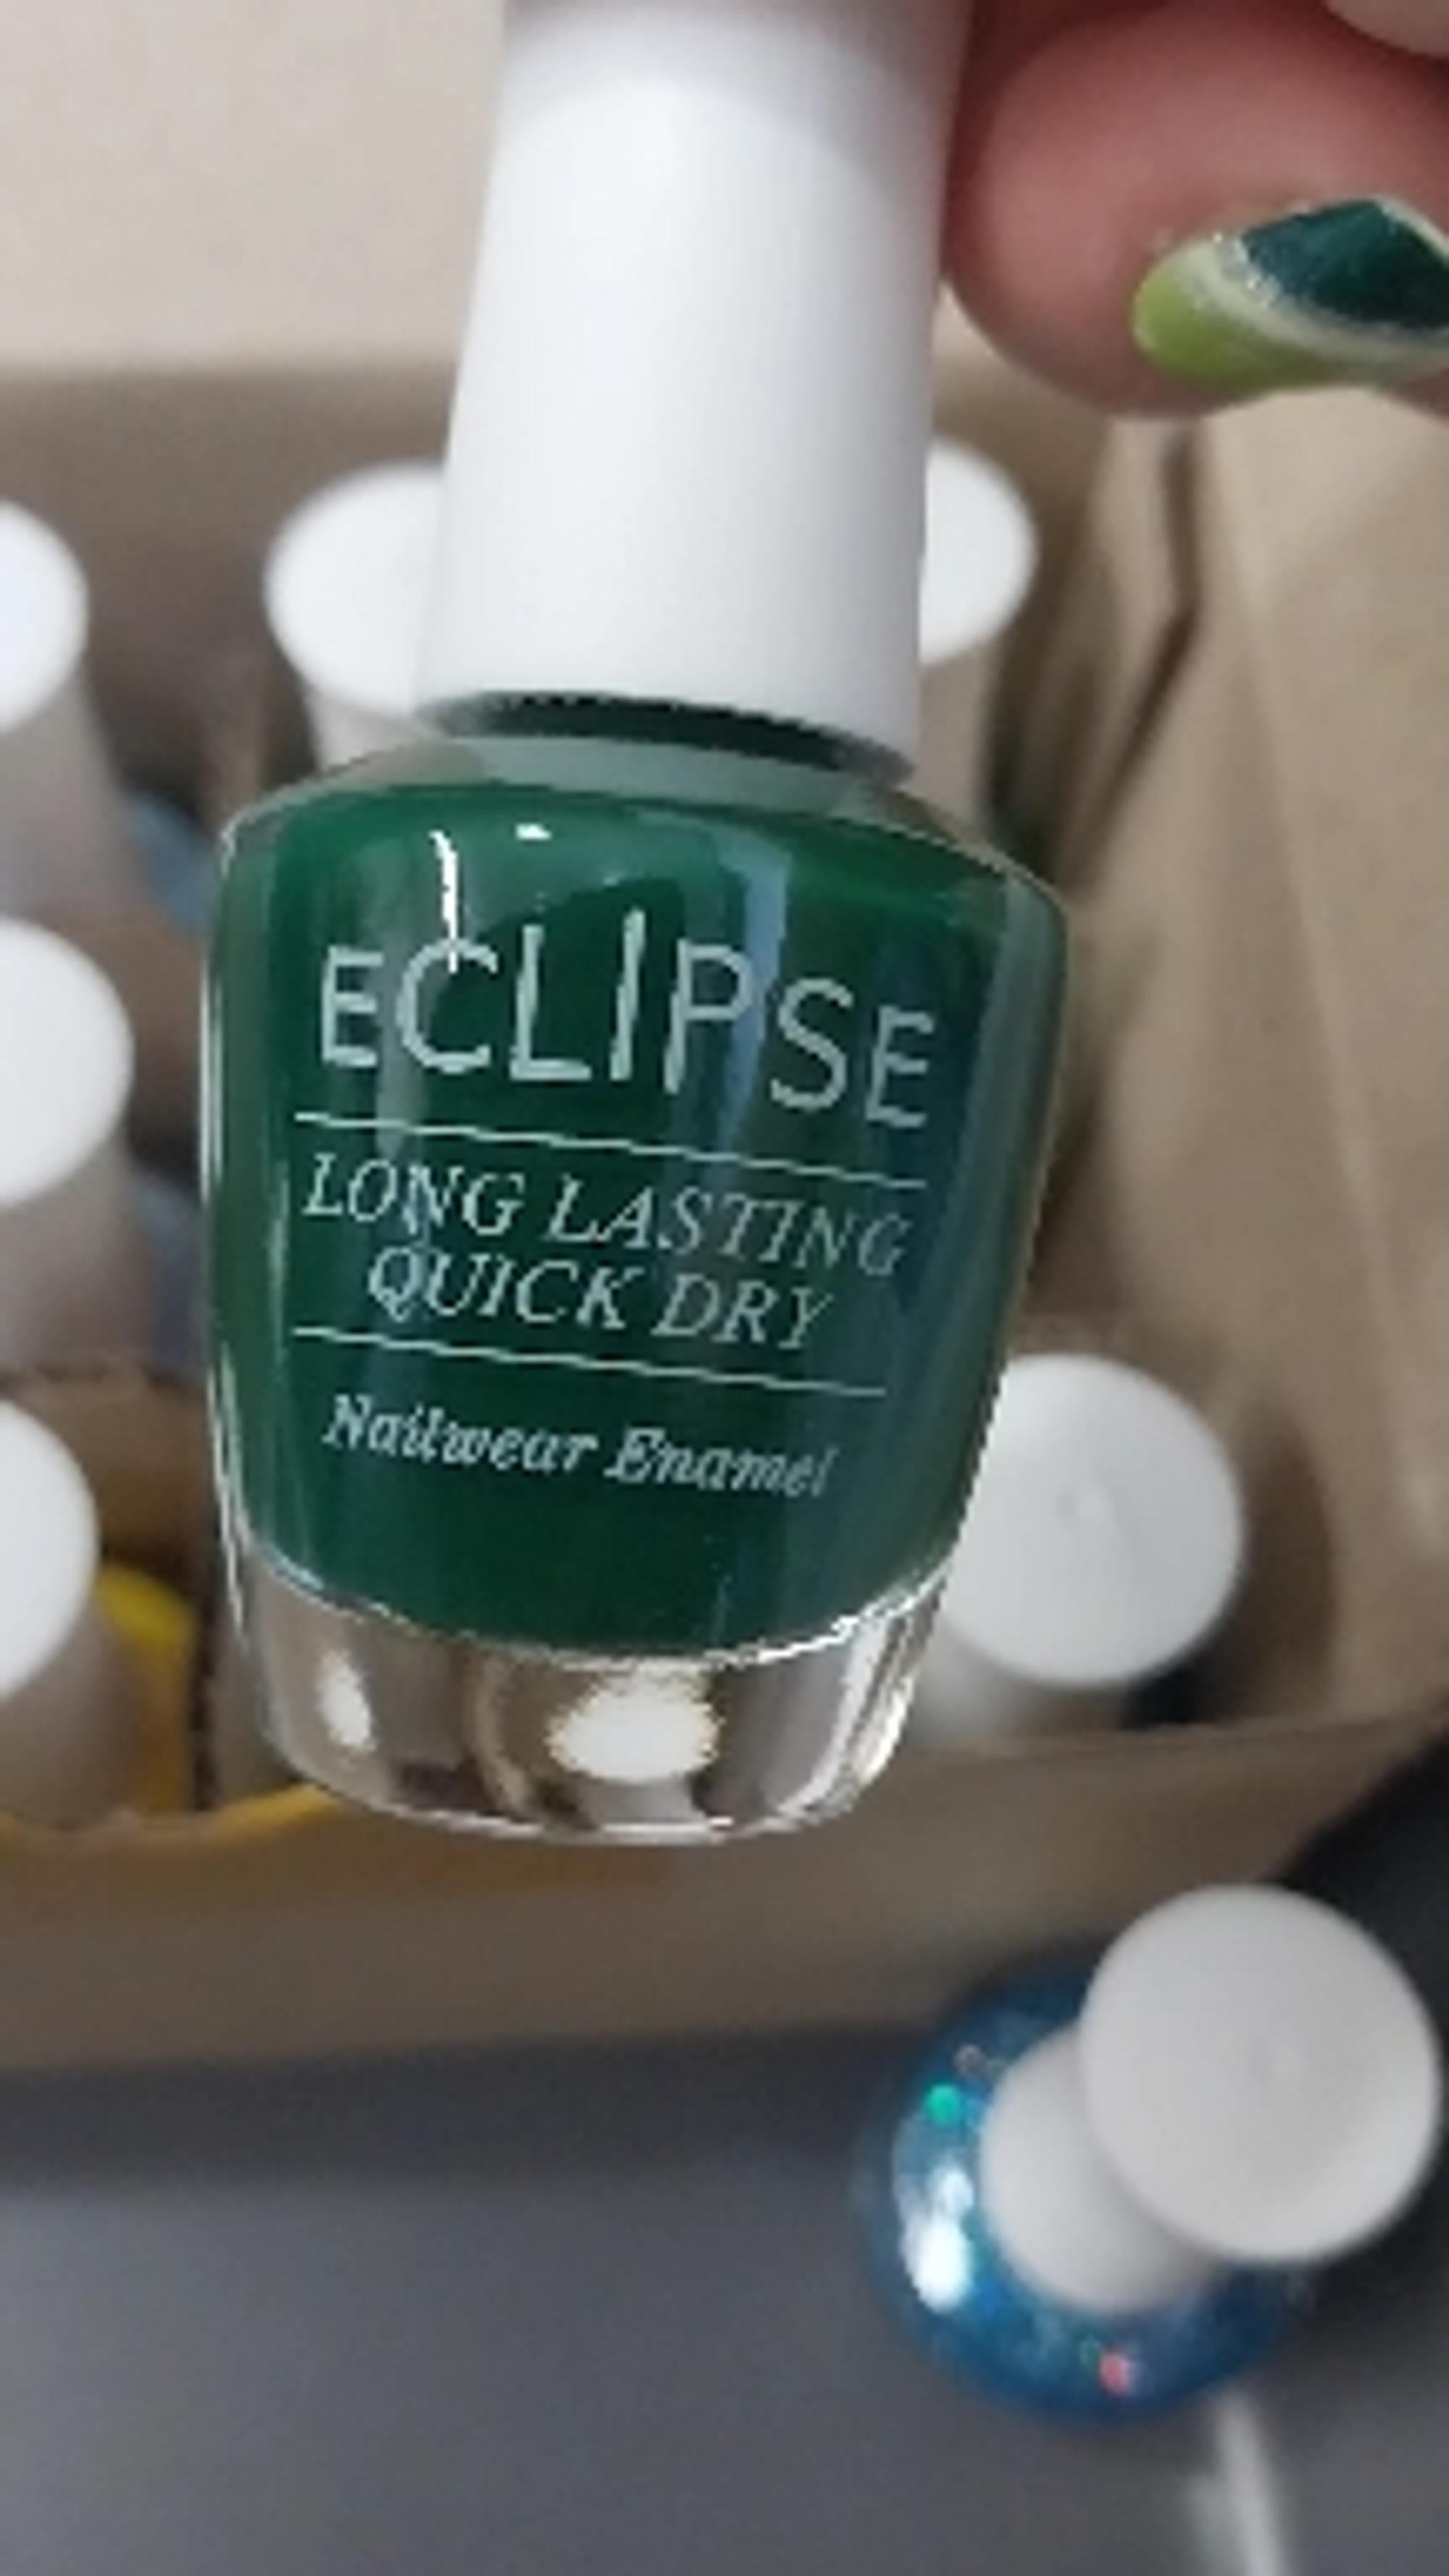 ECLIPSE
LONG LASTING
QUICK DRY
Nailwear Enamel